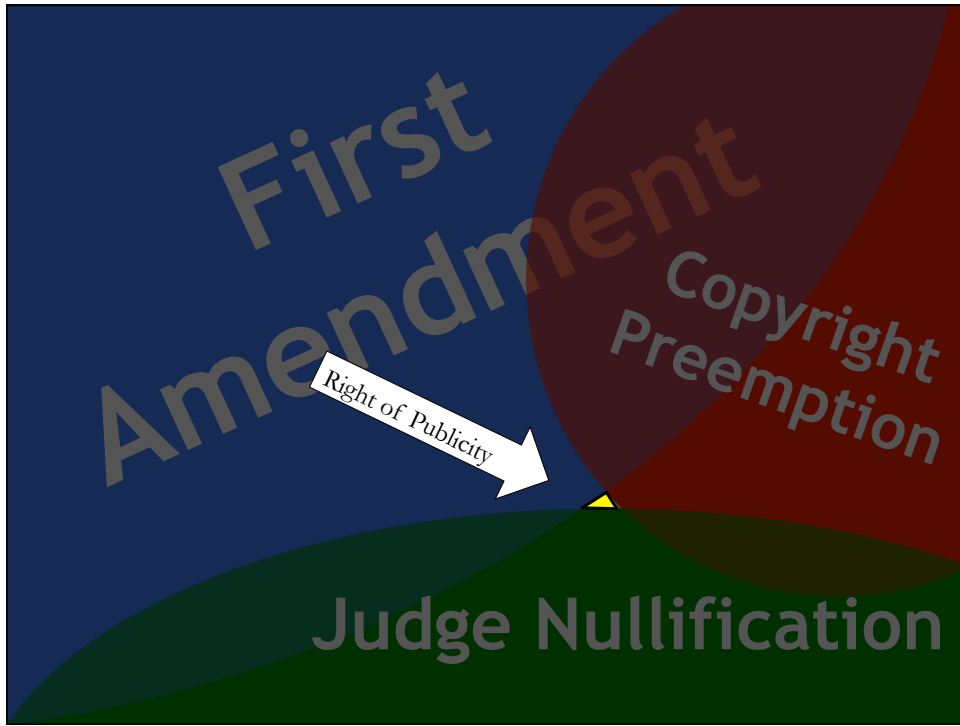 First
Amendment
Copyright
Preemption
Right of Publicity
Judge Nullification